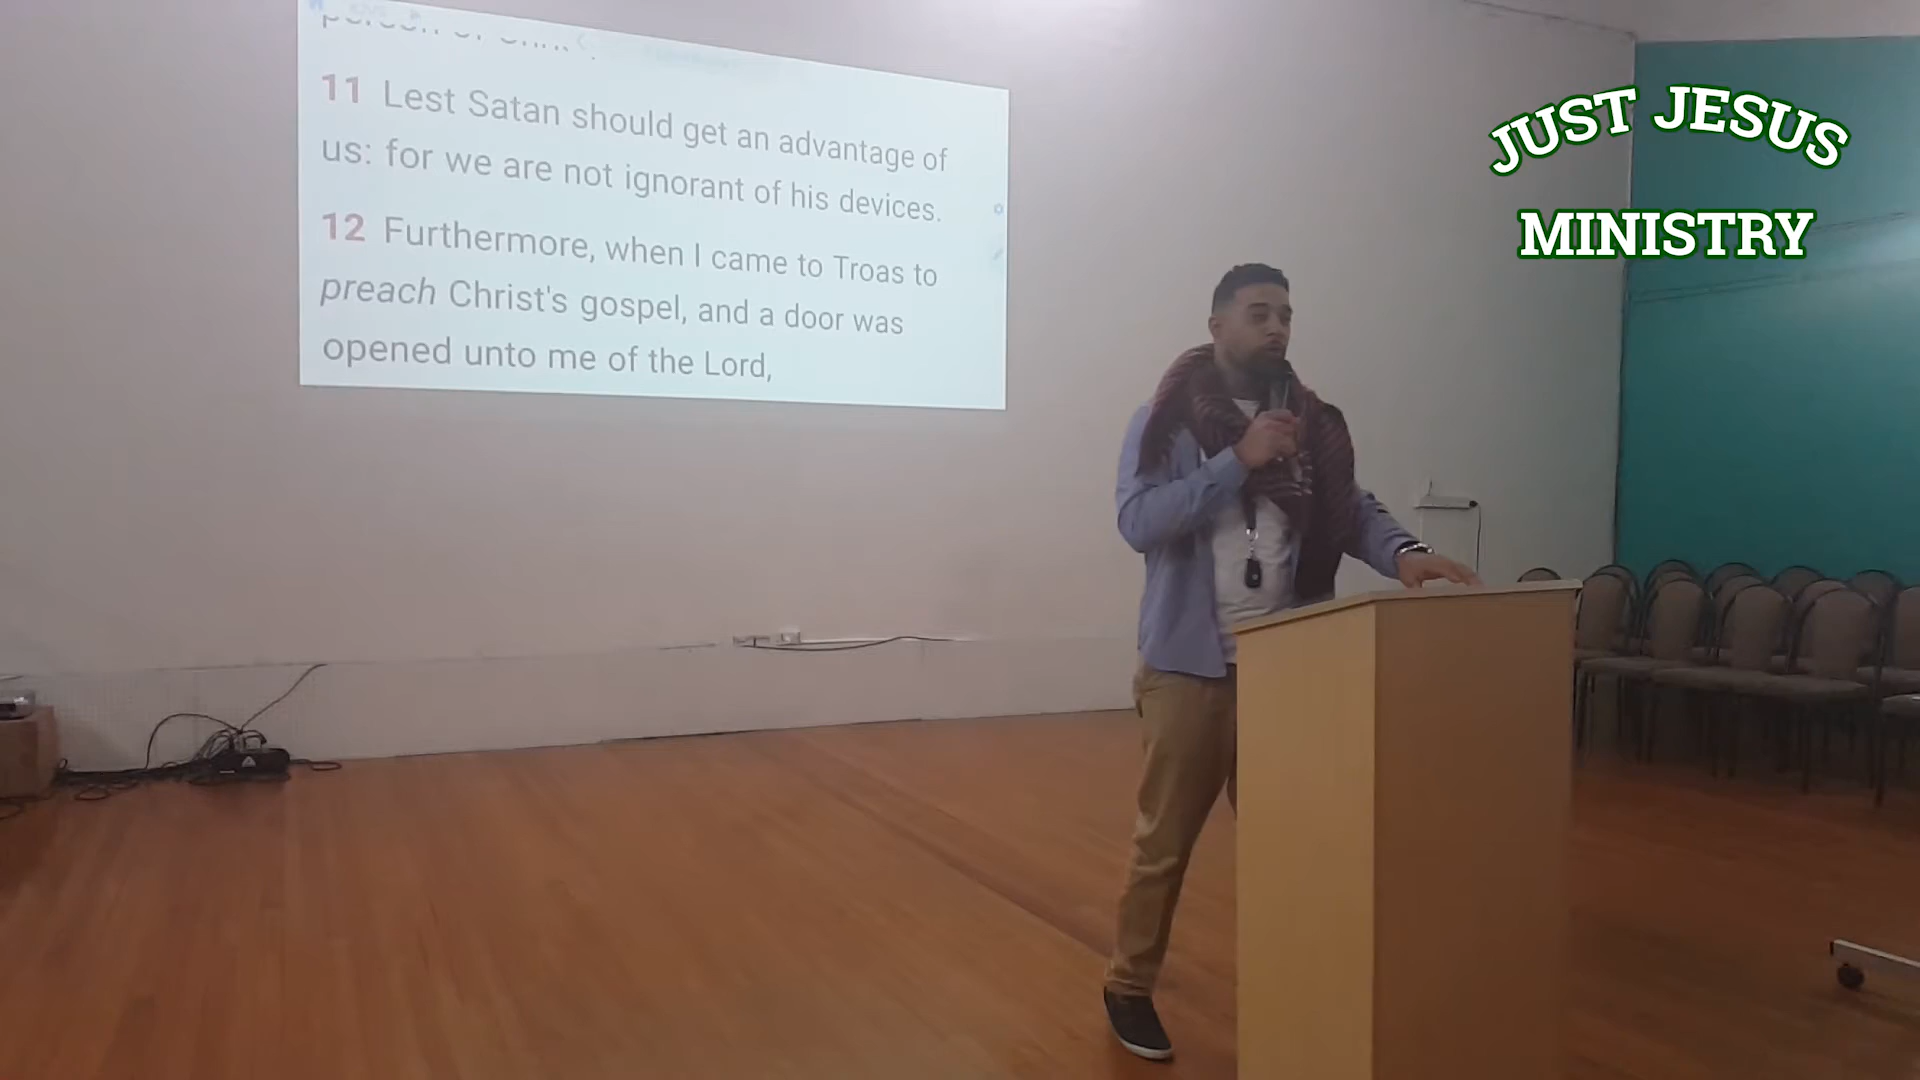 11 Lest Satan should get an advantage of
us: for we are not ignorant of his devices.
12 Furthermore, when I came to Troas to
preach Christ's gospel, and a door was
opened unto me of the Lord,
JUST JESUS
MINISTRY